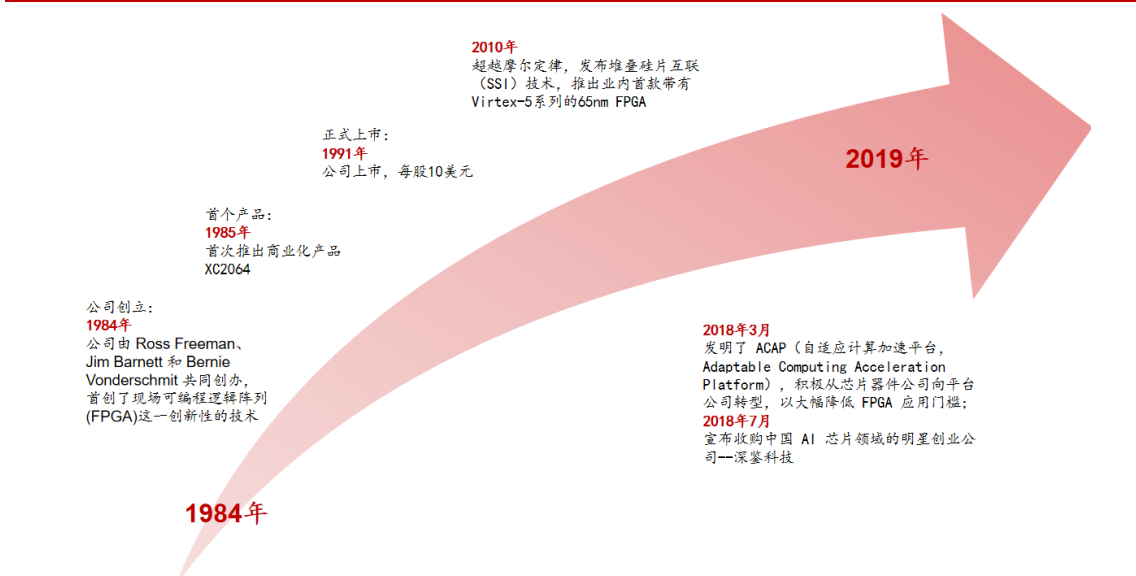 2010年
超越摩尔定律，发布堆叠硅片互联
（SSI）技术，推出业内首款带有
Virtex-5系列的65nm FPGA
正式上市：
1991年
公司上市，每股10美元
2019年
首个产品：
1985年
首次推出商业化产品
XC2064
公司创立：
1984年
公司由 Ross Freeman、
Jim Barnett 和 Bernie
Vonderschmit 共同创办，
首创了现场可编程逻辑阵列
(FPGA)这一创新性的技术
2018年3月
发明了 ACAP（自适应计算加速平台，
Adaptable Computing Acceleration
Platform），积极从芯片器件公司向平台
公司转型，以大幅降低 FPGA 应用门槛；
2018年7月
宣布收购中国 AI 芯片领域的明星创业公
司--深鉴科技
1984年